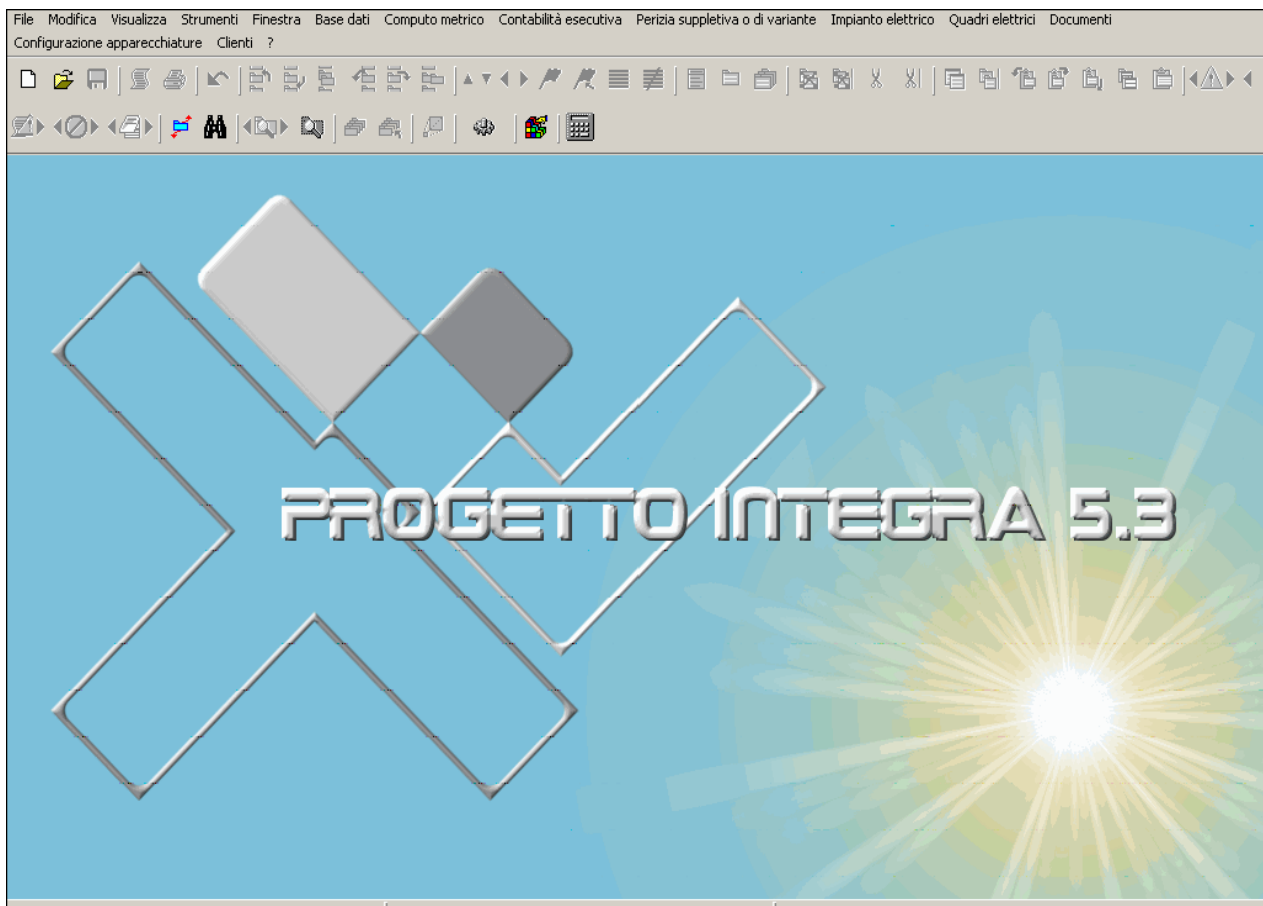 File Modifica Visualizza Strumenti Finestra Base dati Computo metrico Contabilità esecutiva Perizia suppletiva o di variante Impianto elettrico Quadri elettrici Documenti
Configurazione apparecchiature Clienti ?
PROGETTO INTEGRA 5.3